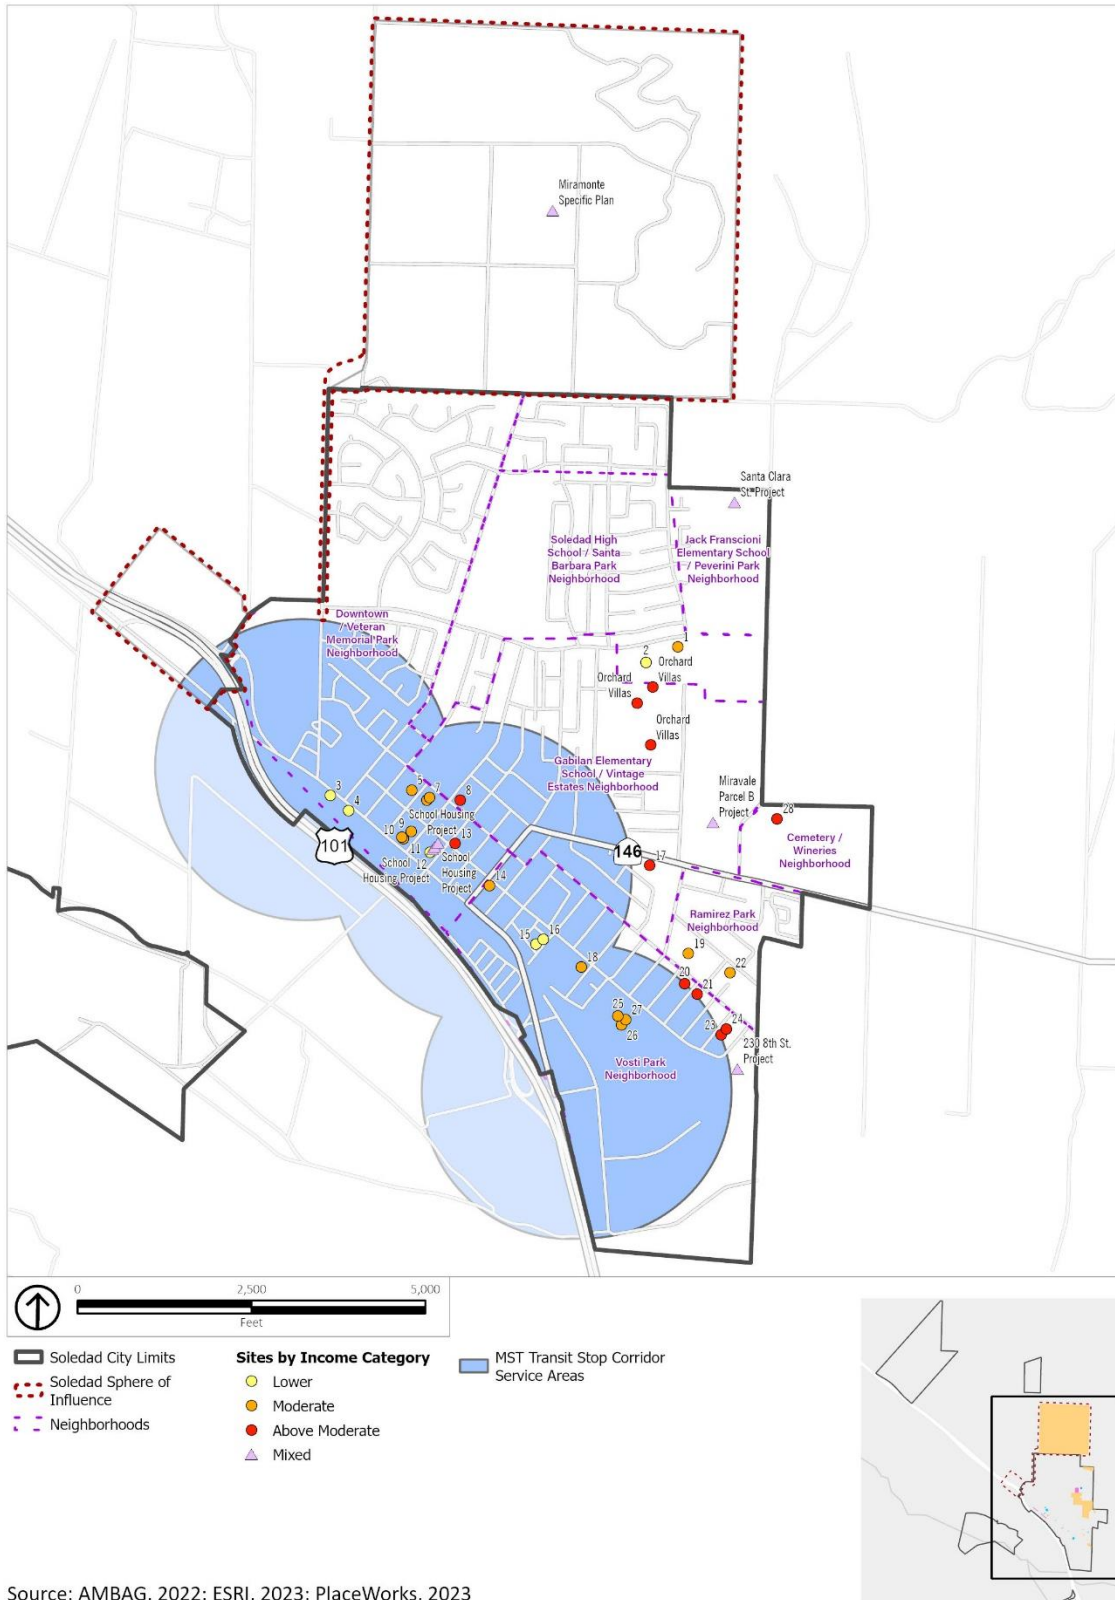 Miramonte
Specific Plan
Santa Clara
St. Project
Soledad High
School / Santa
Barbara Park
Neighborhood
Jack Franscioni
Elementary School
/ Peverini Park
Neighborhood
Downtown
/ Veteran
Memorial Park
Neighborhood
1
2
Orchard
Villas
Orchard
Villas
Orchard
Villas
Gabilan Elementary
School / Vintage
Estates Neighborhood
Miravale
Parcel B
Project
28
Cemetery /
Wineries
Neighborhood
3
4
5
7
8
School Housing
Project
9
10
11
12
13
School
Housing Project
School
Housing
Project
101
146
14
17
15
16
18
Ramirez Park
Neighborhood
19
20
21
22
23
24
25
27
26
230 8th St.
Project
Vosti Park
Neighborhood
0 2,500 5,000
Feet
Soledad City Limits
Soledad Sphere of
Influence
Neighborhoods
Sites by Income Category
Lower
Moderate
Above Moderate
Mixed
MST Transit Stop Corridor
Service Areas
Source: AMBAG, 2022; ESRI, 2023; PlaceWorks, 2023